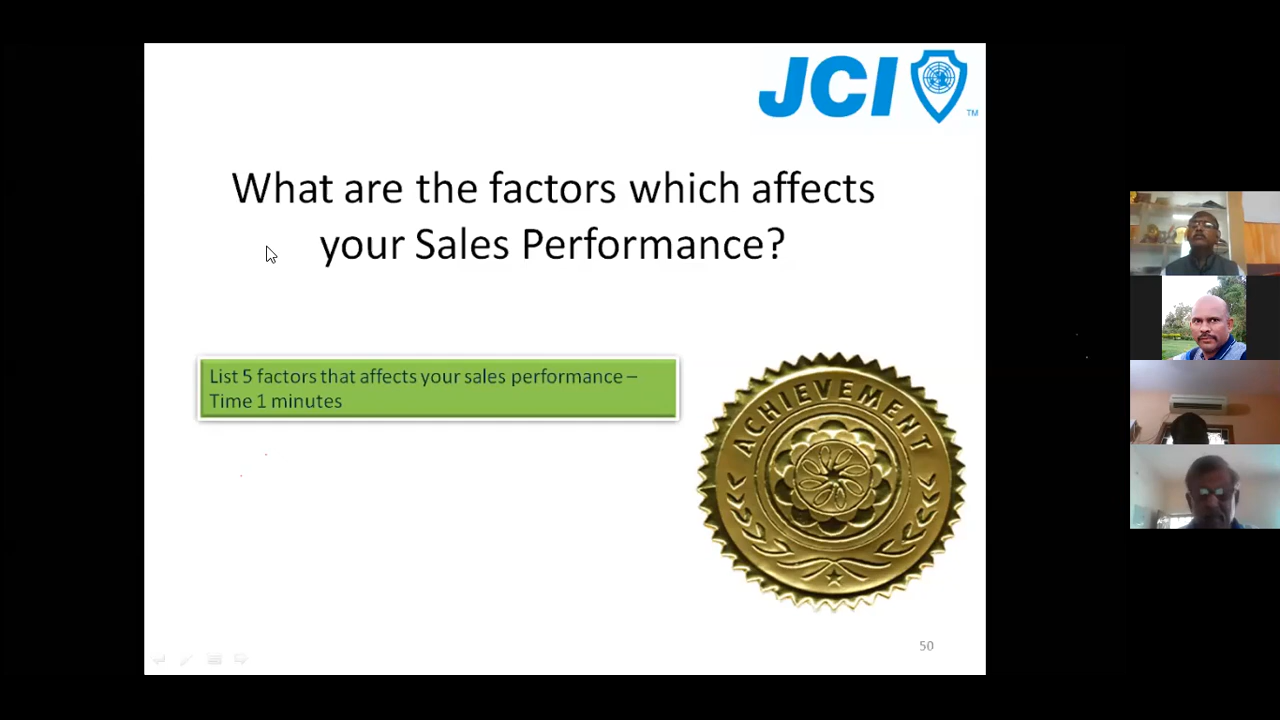 JCI
TM
What are the factors which affects
your Sales Performance?
List 5 factors that affects your sales performance –
Time 1 minutes
ACHIEVEMENT
50